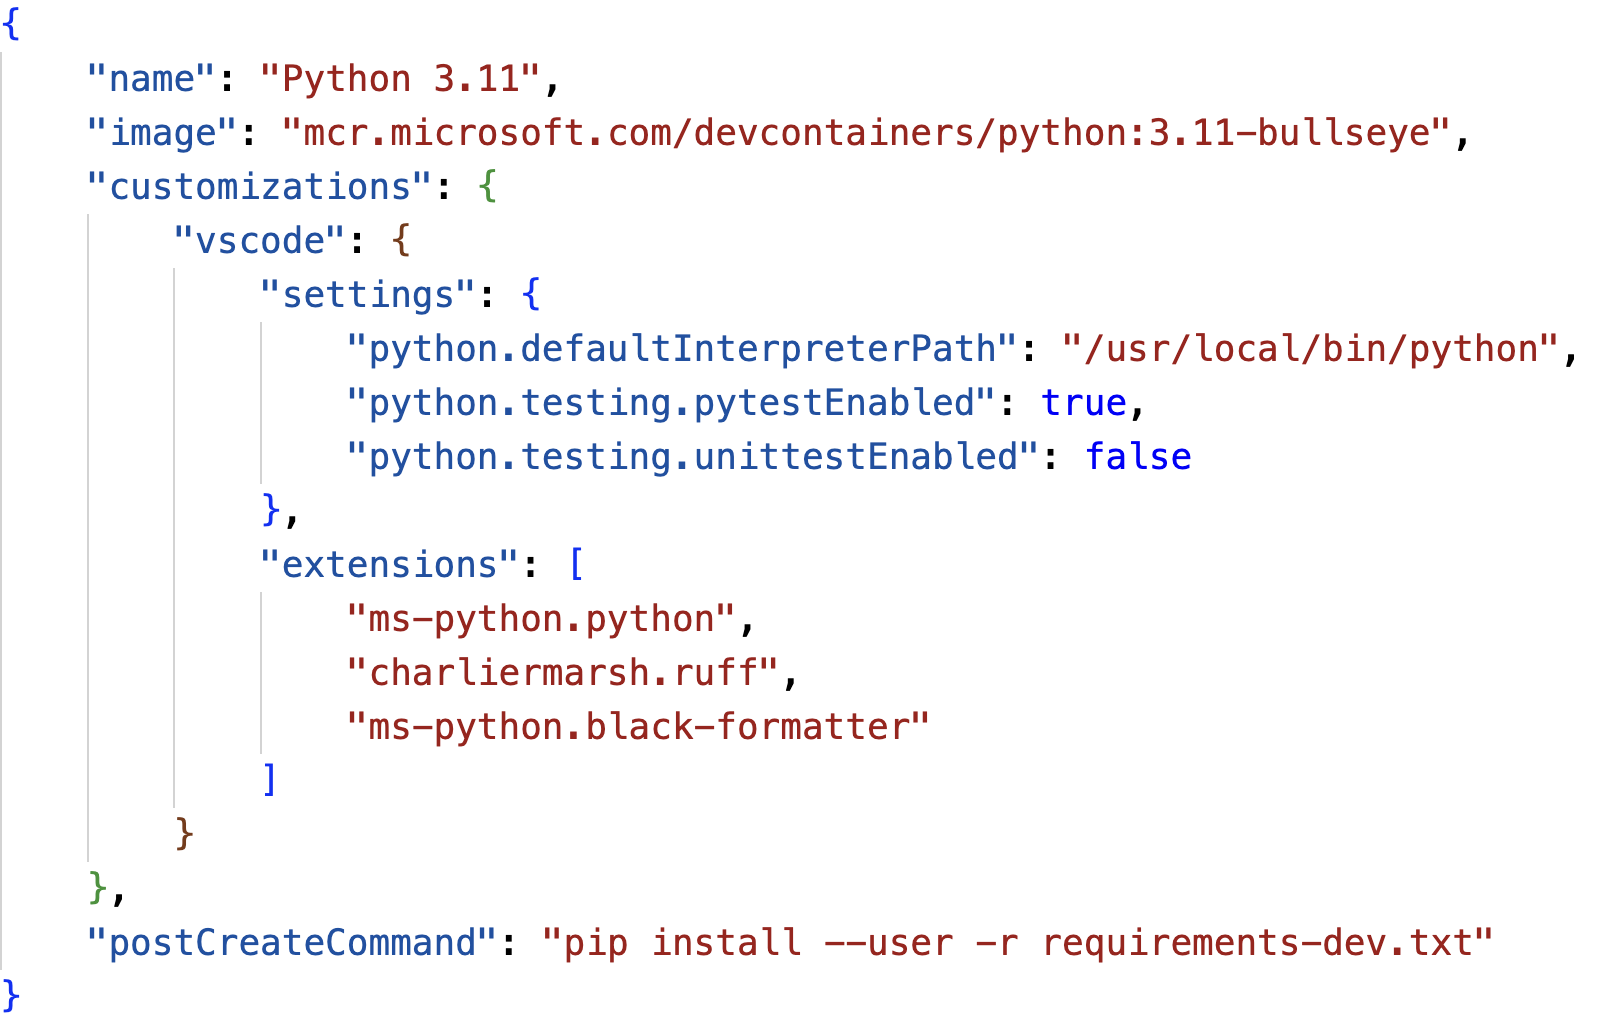 {
    "name": "Python 3.11",
    "image": "mcr.microsoft.com/devcontainers/python:3.11-bullseye",
    "customizations": {
        "vscode": {
            "settings": {
                "python.defaultInterpreterPath": "/usr/local/bin/python",
                "python.testing.pytestEnabled": true,
                "python.testing.unittestEnabled": false
            },
            "extensions": [
                "ms-python.python",
                "charliermarsh.ruff",
                "ms-python.black-formatter"
            ]
        }
    },
    "postCreateCommand": "pip install --user -r requirements-dev.txt"
}